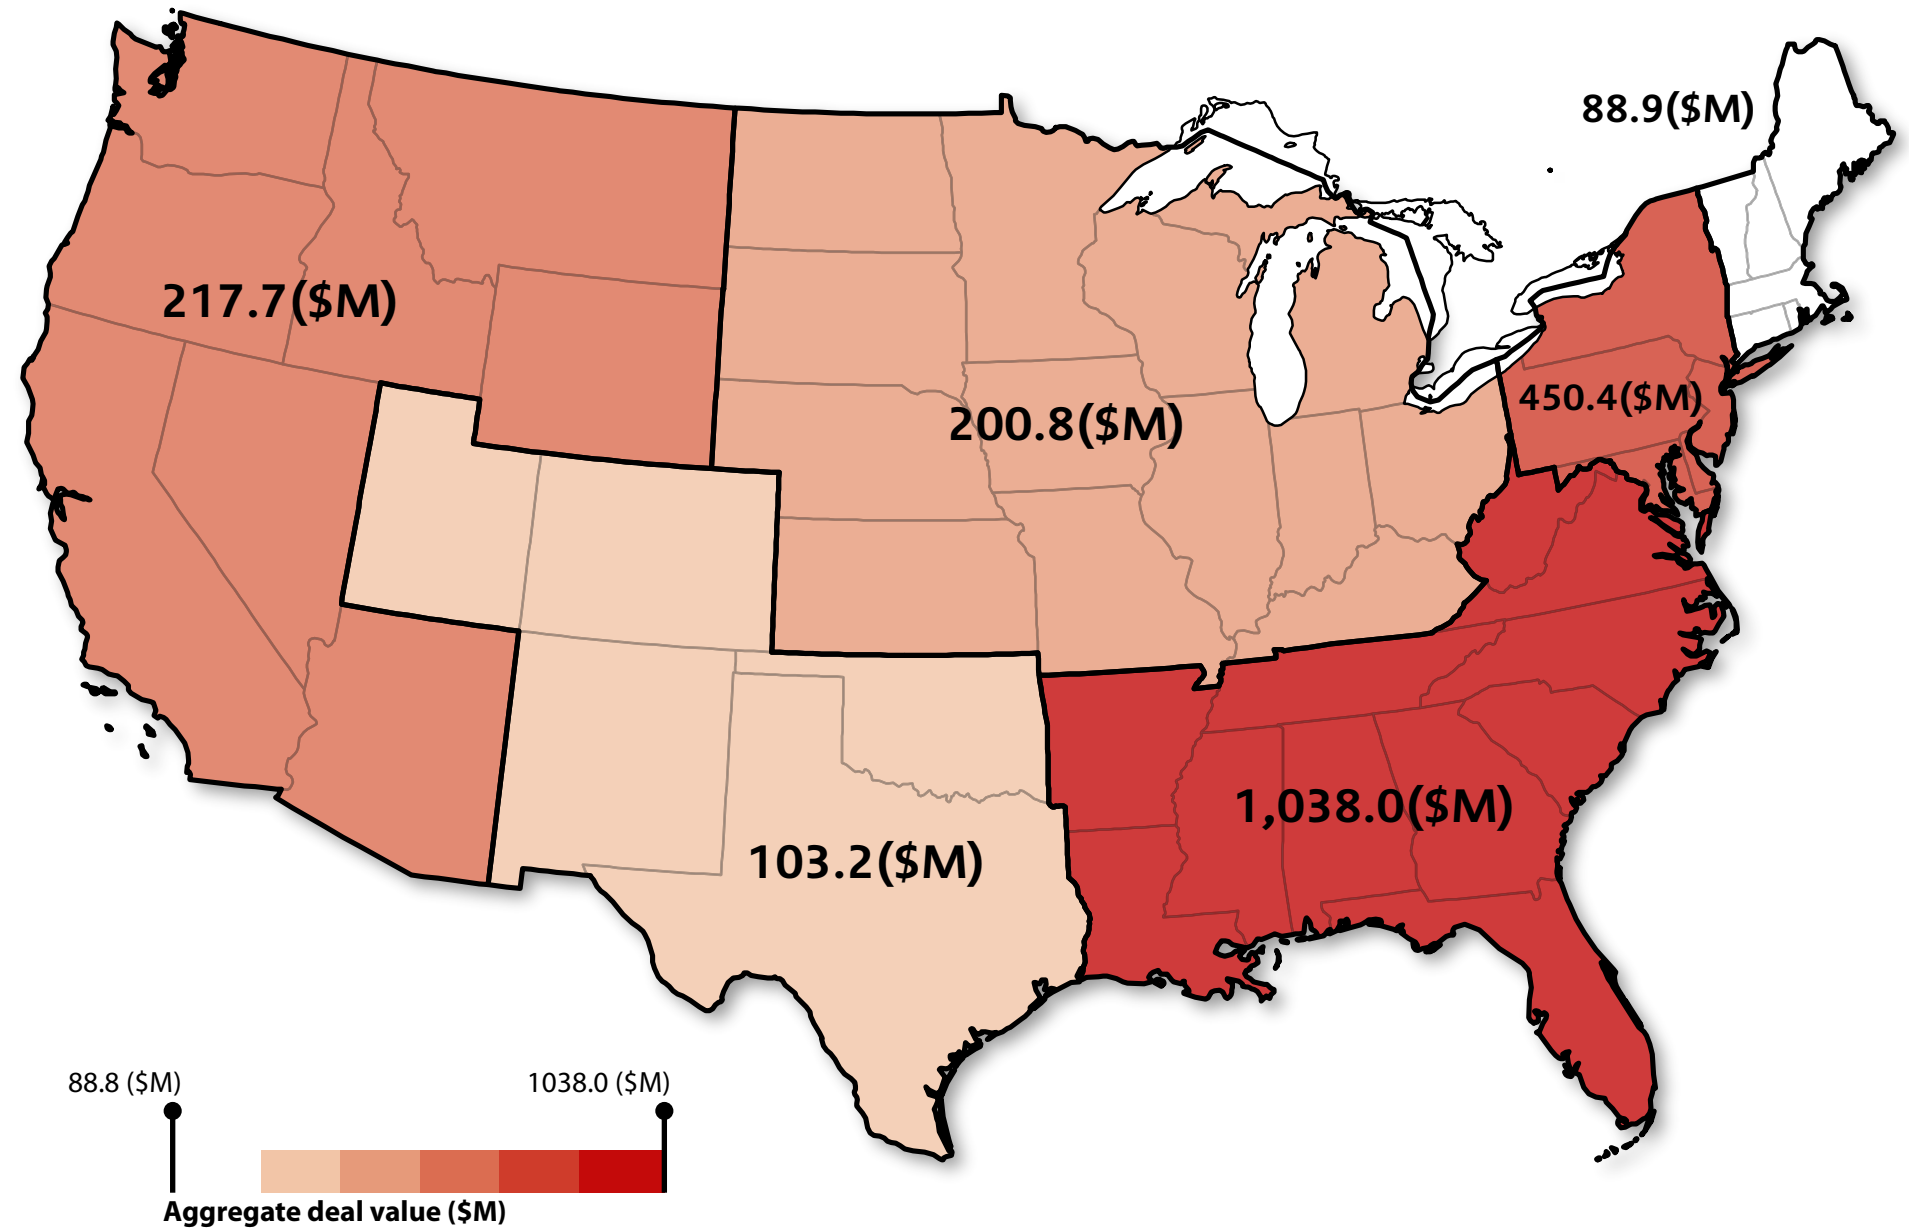 88.9($M)
217.7($M)
450.4($M)
200.8($M)
1,038.0($M)
103.2($M)
88.8 ($M)
1038.0 ($M)
Aggregate deal value ($M)